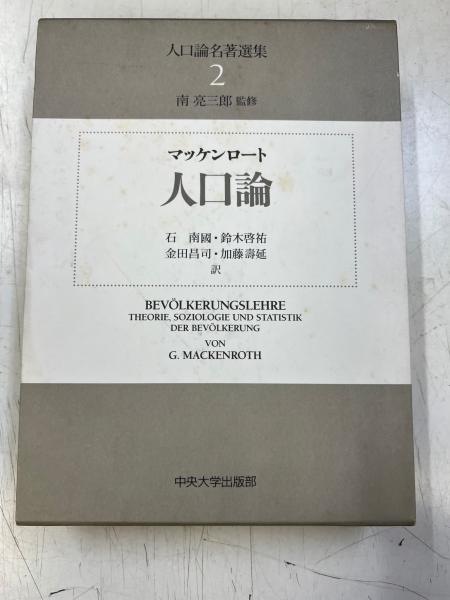 人口論名著選集
2
南 亮三郎 監修
マッケンロート
人口論
石 南國・鈴木啓祐
金田昌司・加藤壽延
訳
BEVÖLKERUNGSLEHRE
THEORIE, SOZIOLOGIE UND STATISTIK
DER BEVÖLKERUNG
VON
G. MACKENROTH
中央大学出版部